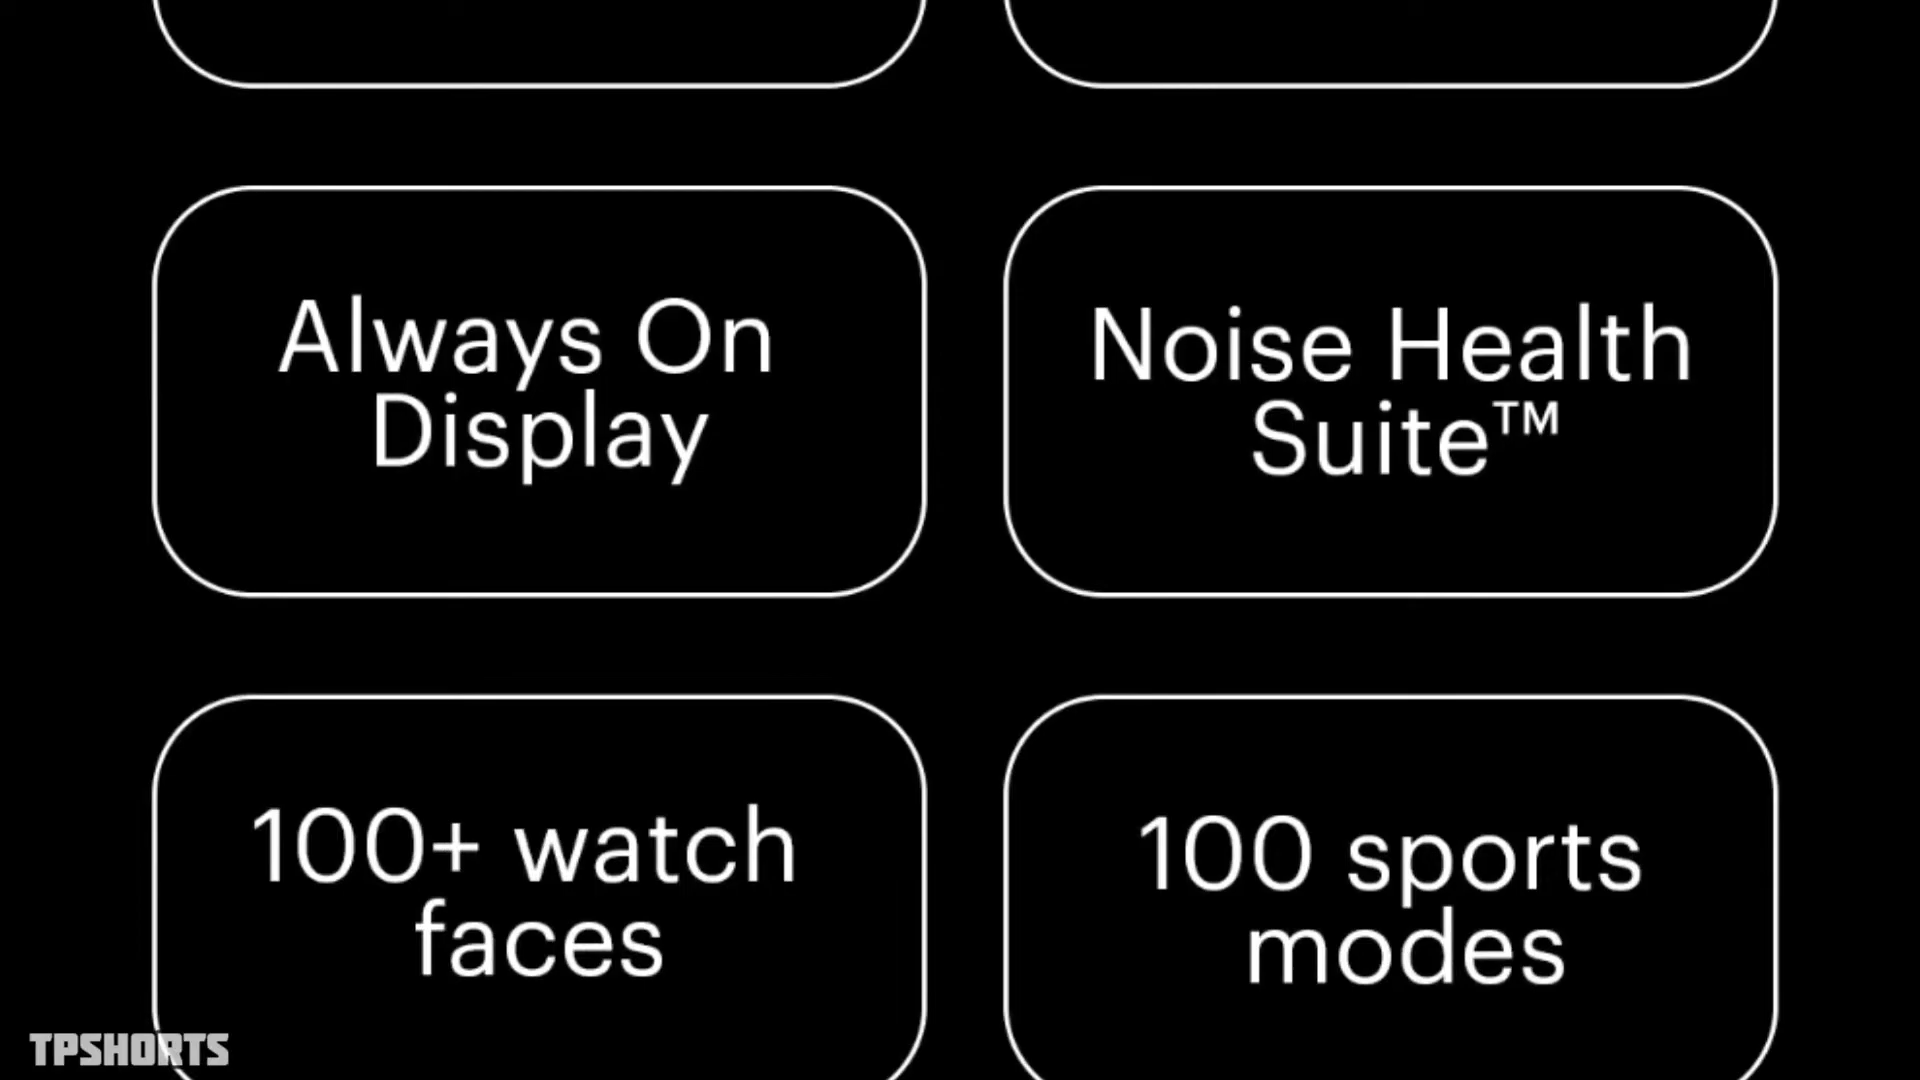 Always On
Display
Noise Health
Suite™
100+ watch
faces
100 sports
modes
TPSHORTS